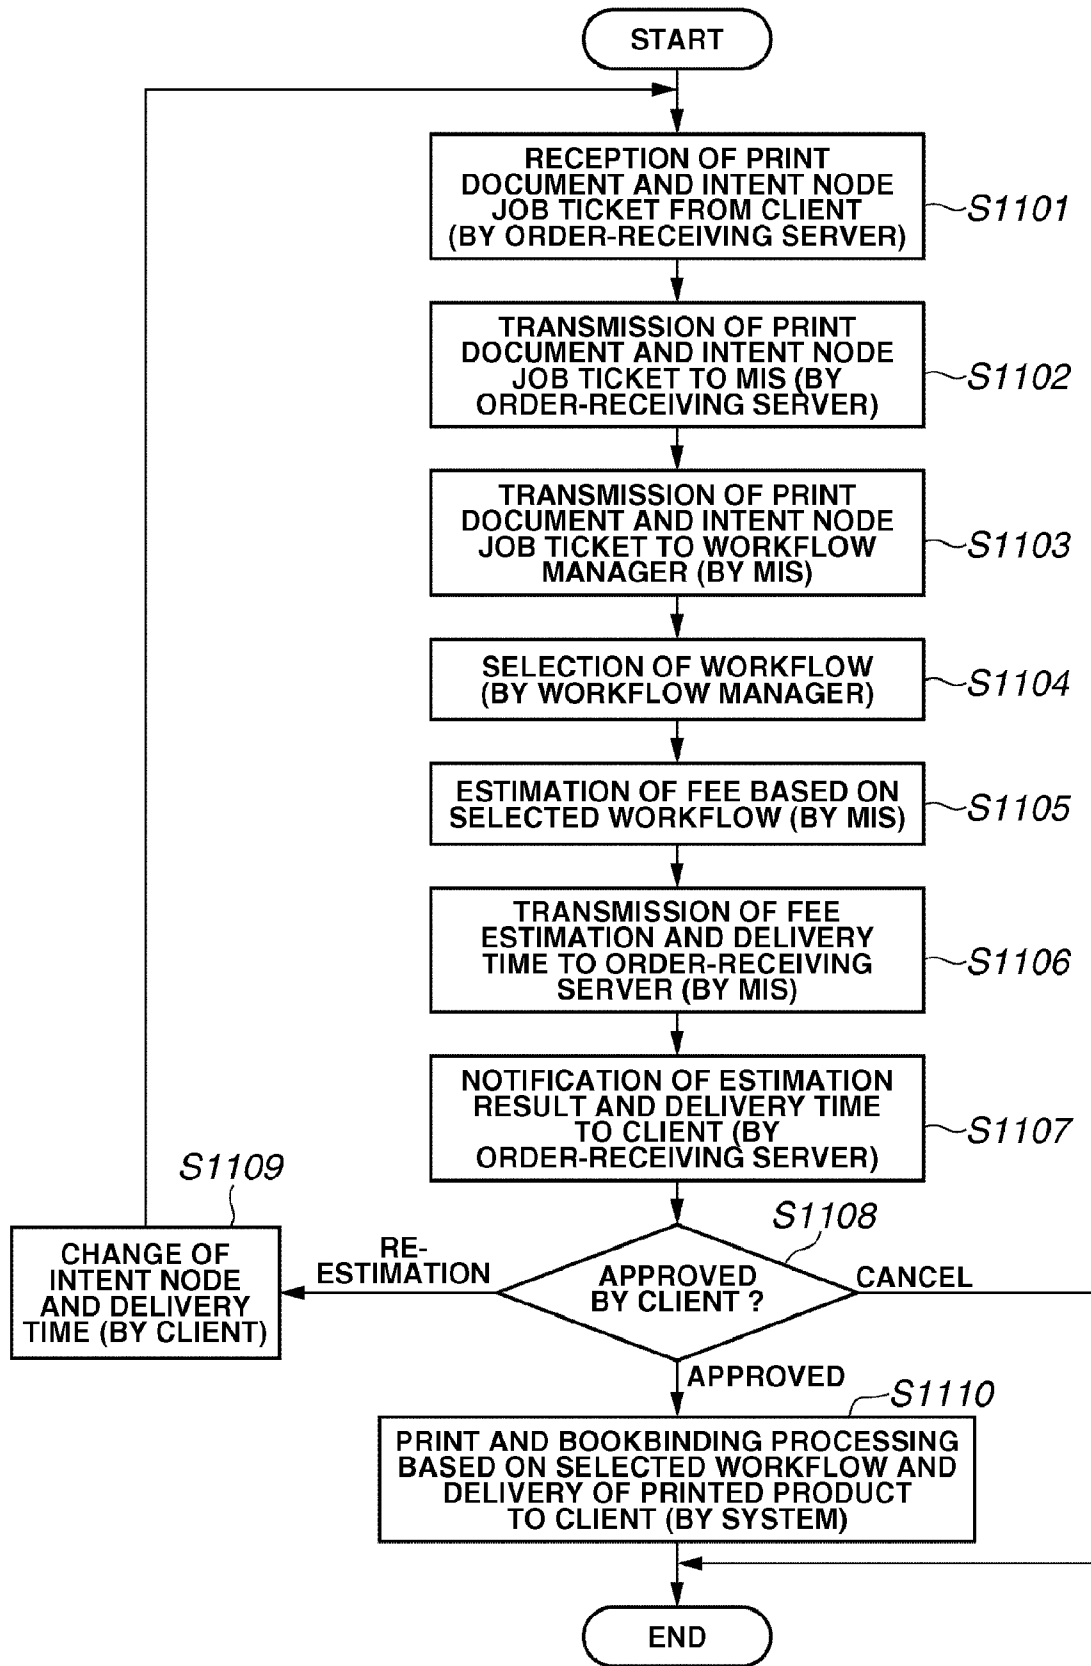 START
RECEPTION OF PRINT
DOCUMENT AND INTENT NODE
JOB TICKET FROM CLIENT
(BY ORDER-RECEIVING SERVER)
S1101
TRANSMISSION OF PRINT
DOCUMENT AND INTENT NODE
JOB TICKET TO MIS (BY
ORDER-RECEIVING SERVER)
S1102
TRANSMISSION OF PRINT
DOCUMENT AND INTENT NODE
JOB TICKET TO WORKFLOW
MANAGER (BY MIS)
S1103
SELECTION OF WORKFLOW
(BY WORKFLOW MANAGER)
S1104
ESTIMATION OF FEE BASED ON
SELECTED WORKFLOW (BY MIS)
S1105
TRANSMISSION OF FEE
ESTIMATION AND DELIVERY
TIME TO ORDER-RECEIVING
SERVER (BY MIS)
S1106
NOTIFICATION OF ESTIMATION
RESULT AND DELIVERY TIME
TO CLIENT (BY
ORDER-RECEIVING SERVER)
S1107
S1109
CHANGE OF
INTENT NODE
AND DELIVERY
TIME (BY CLIENT)
RE-
ESTIMATION
S1108
APPROVED
BY CLIENT ?
CANCEL
APPROVED
S1110
PRINT AND BOOKBINDING PROCESSING
BASED ON SELECTED WORKFLOW AND
DELIVERY OF PRINTED PRODUCT
TO CLIENT (BY SYSTEM)
END